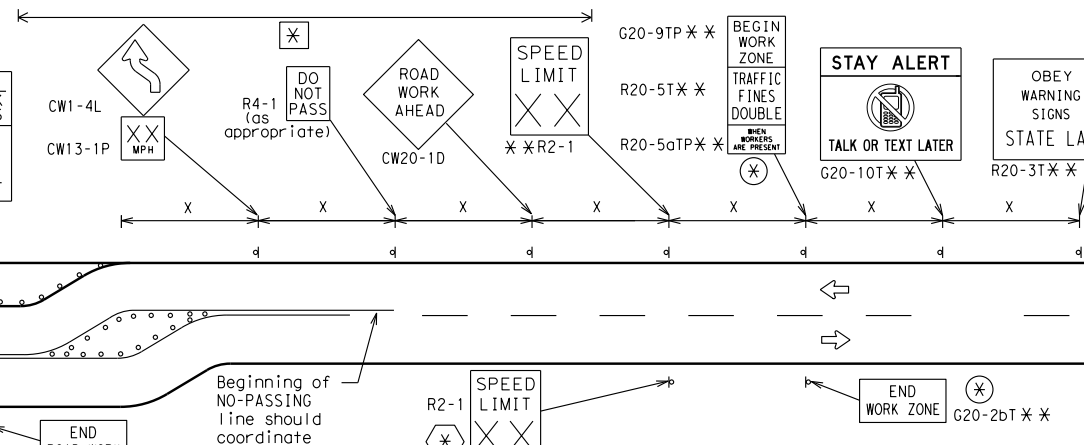 *
CW1-4L
XX
MPH
CW13-1P
R4-1
(as
appropriate)
DO
NOT
PASS
ROAD
WORK
AHEAD
CW20-1D
SPEED
LIMIT
X X
**R2-1
G20-9TP**
R20-5T**
R20-5aTP**
BEGIN
WORK
ZONE
TRAFFIC
FINES
DOUBLE
WHEN
WORKERS
ARE PRESENT
*
STAY ALERT
TALK OR TEXT LATER
G20-10T**
OBEY
WARNING
SIGNS
STATE LA
R20-3T**
X X X X X X X
Beginning of
NO-PASSING
line should
coordinate
R2-1
*
SPEED
LIMIT
X X
END
WORK ZONE
*
G20-2bT**
END